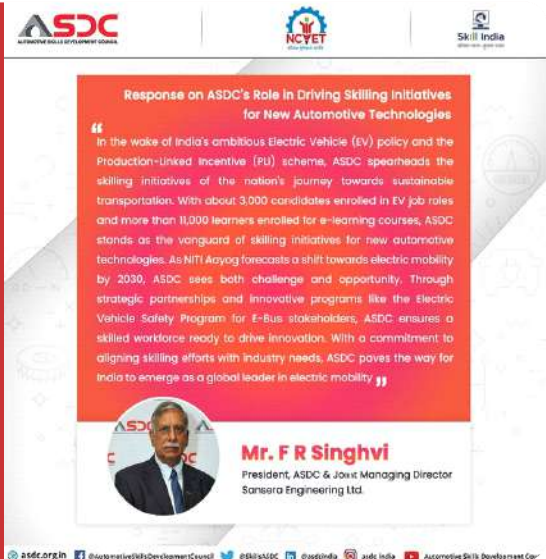 ASDC
AUTOMOTIVE SKILLS DEVELOPMENT COUNCIL
NCVET
Skill India
Response on ASDC's Role in Driving Skilling Initiatives
for New Automotive Technologies
“
In the wake of India's ambitious Electric Vehicle (EV) policy and the
Production-Linked Incentive (PLI) scheme, ASDC spearheads the
skilling initiatives of the nation's journey towards sustainable
transportation. With about 3,000 candidates enrolled in EV job roles
and more than 11,000 learners enrolled for e-learning courses, ASDC
stands as the vanguard of skilling initiatives for new automotive
technologies. As NITI Aayog forecasts a shift towards electric mobility
by 2030, ASDC sees both challenge and opportunity. Through
strategic partnerships and innovative programs like the Electric
Vehicle Safety Program for E-Bus stakeholders, ASDC ensures a
skilled workforce ready to drive innovation. With a commitment to
aligning skilling efforts with industry needs, ASDC paves the way for
India to emerge as a global leader in electric mobility ”
Mr. F R Singhvi
President, ASDC & Joint Managing Director
Sansera Engineering Ltd.
asdc.org.in @AutomotiveSkillsDevelopmentCouncil @SkillsASDC @asdcindia asdc india Automotive Skills Development Cou